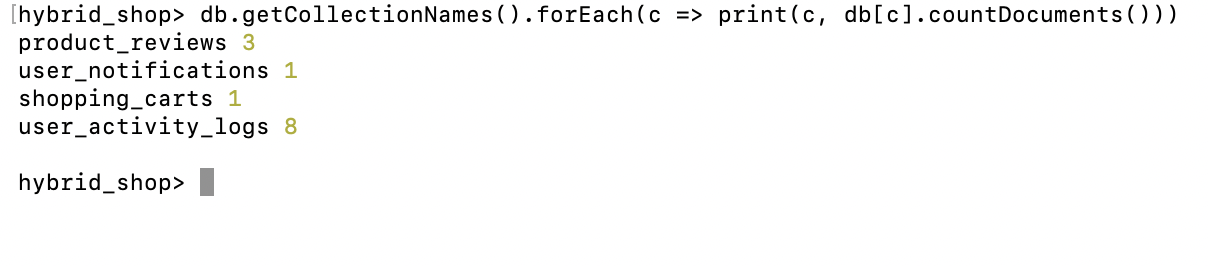 [hybrid_shop> db.getCollectionNames().forEach(c => print(c, db[c].countDocuments()))
product_reviews 3
user_notifications 1
shopping_carts 1
user_activity_logs 8
hybrid_shop>